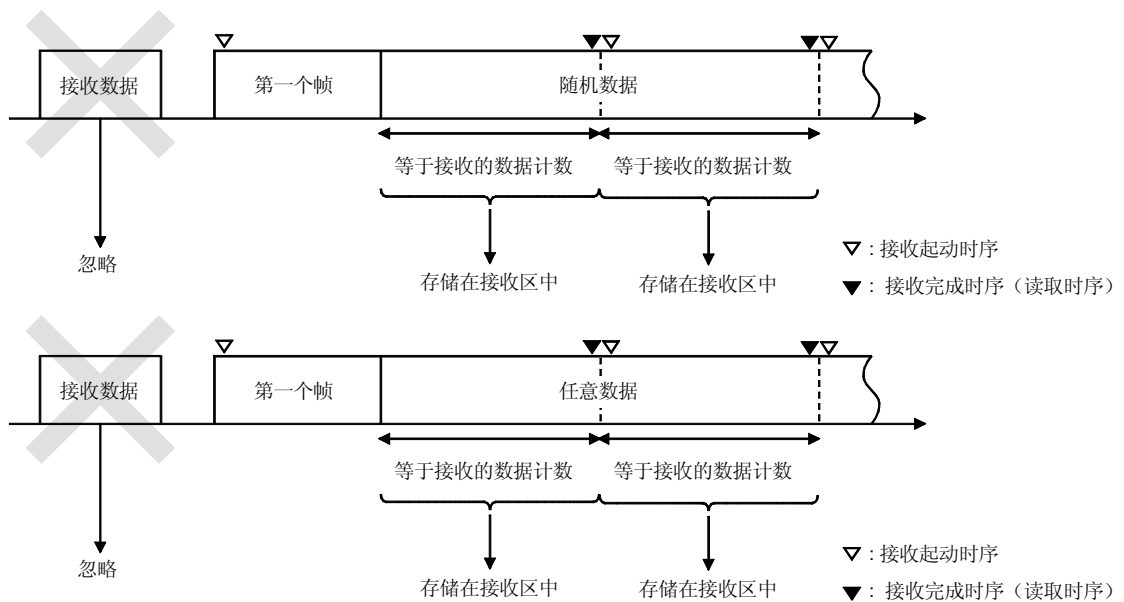 接收数据
第一个帧
随机数据
等于接收的数据计数
等于接收的数据计数
忽略
存储在接收区中
存储在接收区中
: 接收起动时序
: 接收完成时序（读取时序）
接收数据
第一个帧
任意数据
等于接收的数据计数
等于接收的数据计数
忽略
存储在接收区中
存储在接收区中
: 接收起动时序
: 接收完成时序（读取时序）